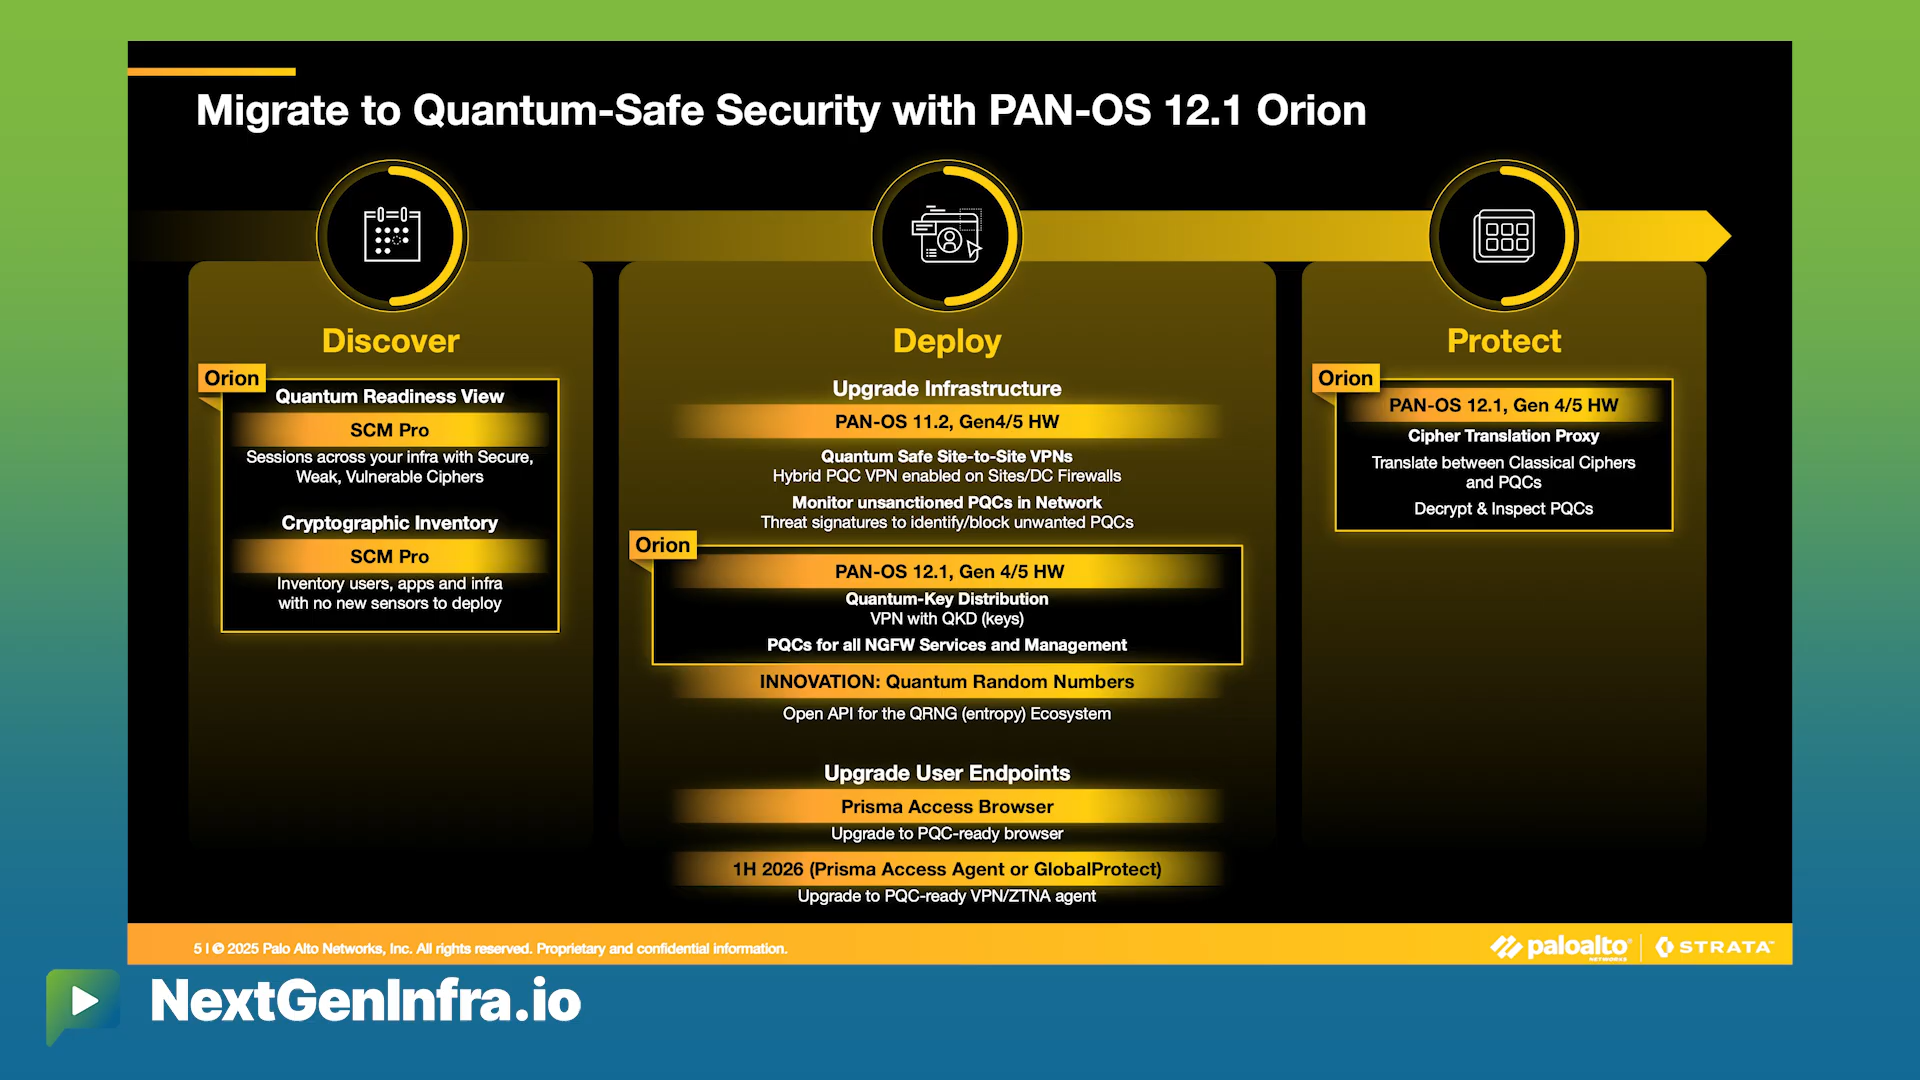 Migrate to Quantum-Safe Security with PAN-OS 12.1 Orion
Discover
Orion
Quantum Readiness View
SCM Pro
Sessions across your infra with Secure,
Weak, Vulnerable Ciphers
Cryptographic Inventory
SCM Pro
Inventory users, apps and infra
with no new sensors to deploy
Deploy
Upgrade Infrastructure
PAN-OS 11.2, Gen4/5 HW
Quantum Safe Site-to-Site VPNs
Hybrid PQC VPN enabled on Sites/DC Firewalls
Monitor unsanctioned PQCs in Network
Threat signatures to identify/block unwanted PQCs
Orion
PAN-OS 12.1, Gen 4/5 HW
Quantum-Key Distribution
VPN with QKD (keys)
PQCs for all NGFW Services and Management
INNOVATION: Quantum Random Numbers
Open API for the QRNG (entropy) Ecosystem
Upgrade User Endpoints
Prisma Access Browser
Upgrade to PQC-ready browser
1H 2026 (Prisma Access Agent or GlobalProtect)
Upgrade to PQC-ready VPN/ZTNA agent
Protect
Orion
PAN-OS 12.1, Gen 4/5 HW
Cipher Translation Proxy
Translate between Classical Ciphers
and PQCs
Decrypt & Inspect PQCs
5 | © 2025 Palo Alto Networks, Inc. All rights reserved. Proprietary and confidential information.
paloalto®
NETWORKS
STRATA™
NextGenInfra.io